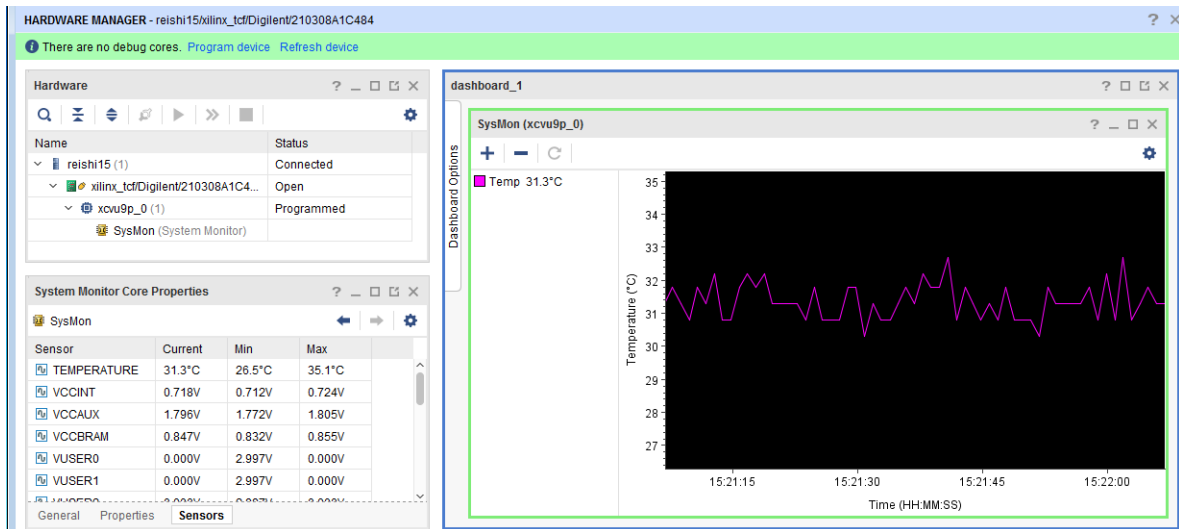 HARDWARE MANAGER - reishi15/xilinx_tcf/Digilent/210308A1C484
There are no debug cores. Program device Refresh device
Hardware
Name Status
reishi15 (1) Connected
xilinx_tcf/Digilent/210308A1C4... Open
xcvu9p_0 (1) Programmed
SysMon (System Monitor)
System Monitor Core Properties
SysMon
Sensor Current Min Max
TEMPERATURE 31.3°C 26.5°C 35.1°C
VCCINT 0.718V 0.712V 0.724V
VCCAUX 1.796V 1.772V 1.805V
VCCBRAM 0.847V 0.832V 0.855V
VUSER0 0.000V 2.997V 0.000V
VUSER1 0.000V 2.997V 0.000V
General Properties Sensors
dashboard_1
Dashboard Options
SysMon (xcvu9p_0)
Temp 31.3°C
Temperature (°C)
35
34
33
32
31
30
29
28
27
15:21:15 15:21:30 15:21:45 15:22:00
Time (HH:MM:SS)